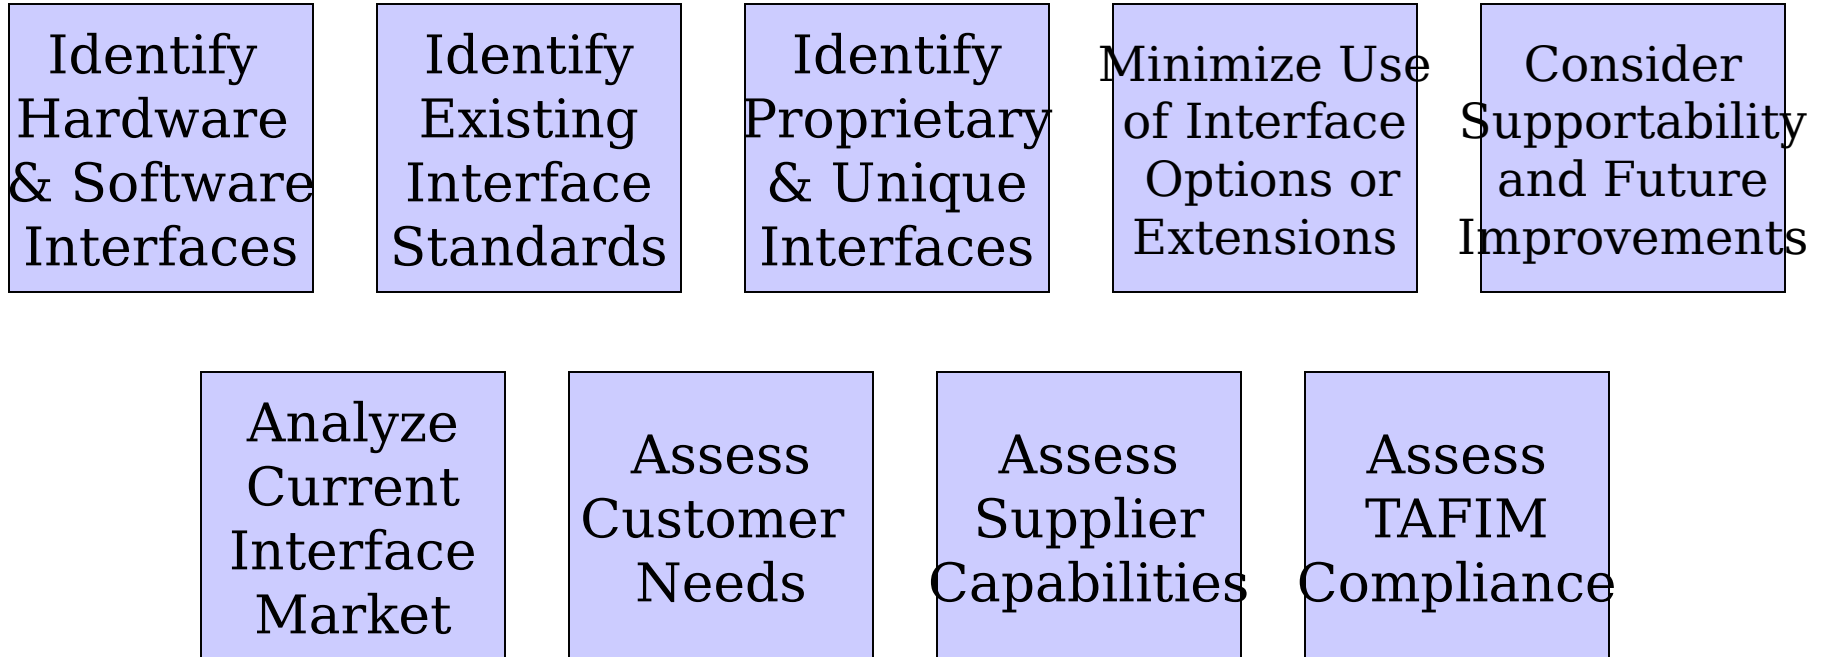 Identify
Hardware
& Software
Interfaces
Identify
Existing
Interface
Standards
Identify
Proprietary
& Unique
Interfaces
Minimize Use
of Interface
Options or
Extensions
Consider
Supportability
and Future
Improvements
Analyze
Current
Interface
Market
Assess
Customer
Needs
Assess
Supplier
Capabilities
Assess
TAFIM
Compliance